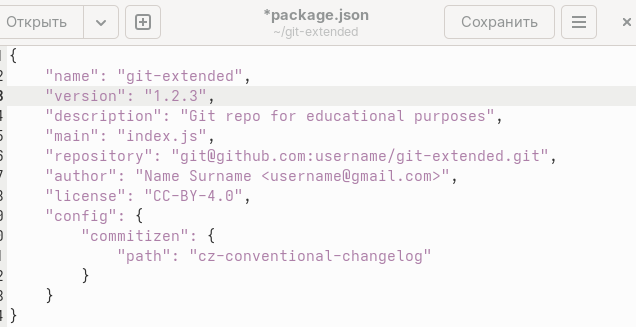 Открыть
*package.json
~/git-extended
Сохранить
{
    "name": "git-extended",
    "version": "1.2.3",
    "description": "Git repo for educational purposes",
    "main": "index.js",
    "repository": "git@github.com:username/git-extended.git",
    "author": "Name Surname <username@gmail.com>",
    "license": "CC-BY-4.0",
    "config": {
        "commitizen": {
            "path": "cz-conventional-changelog"
        }
    }
}